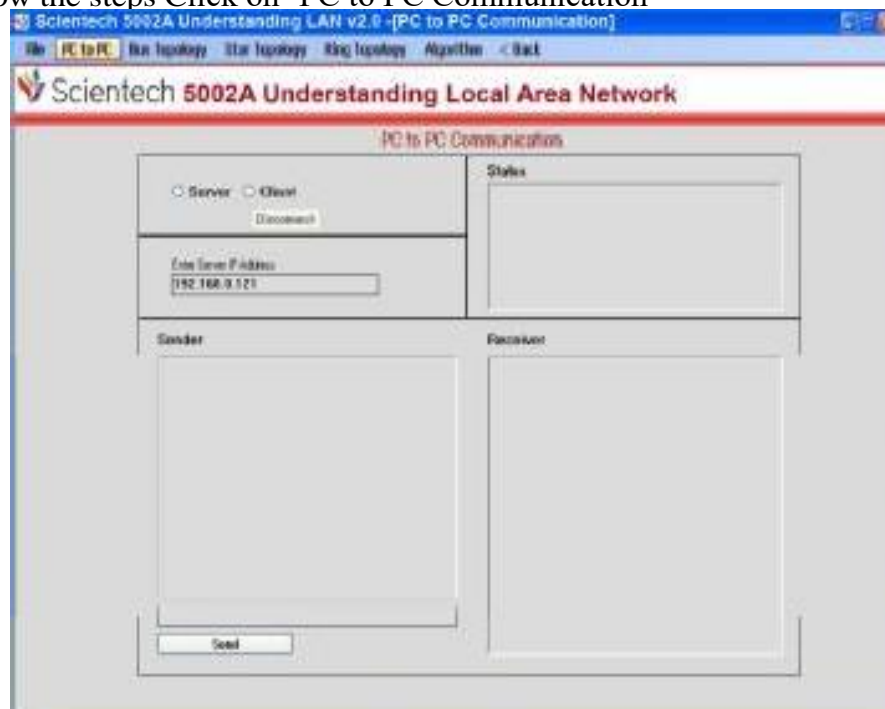 ow the steps Click on "PC to PC Communication"
Scientech 5002A Understanding LAN v2.0 -[PC to PC Communication]
File PC to PC Bus Topology Star Topology Ring Topology Algorithm < Back
Scientech 5002A Understanding Local Area Network
PC to PC Communication
Server Client
Disconnect
Enter Server IP Address
192.168.0.121
Status
Sender
Receiver
Send